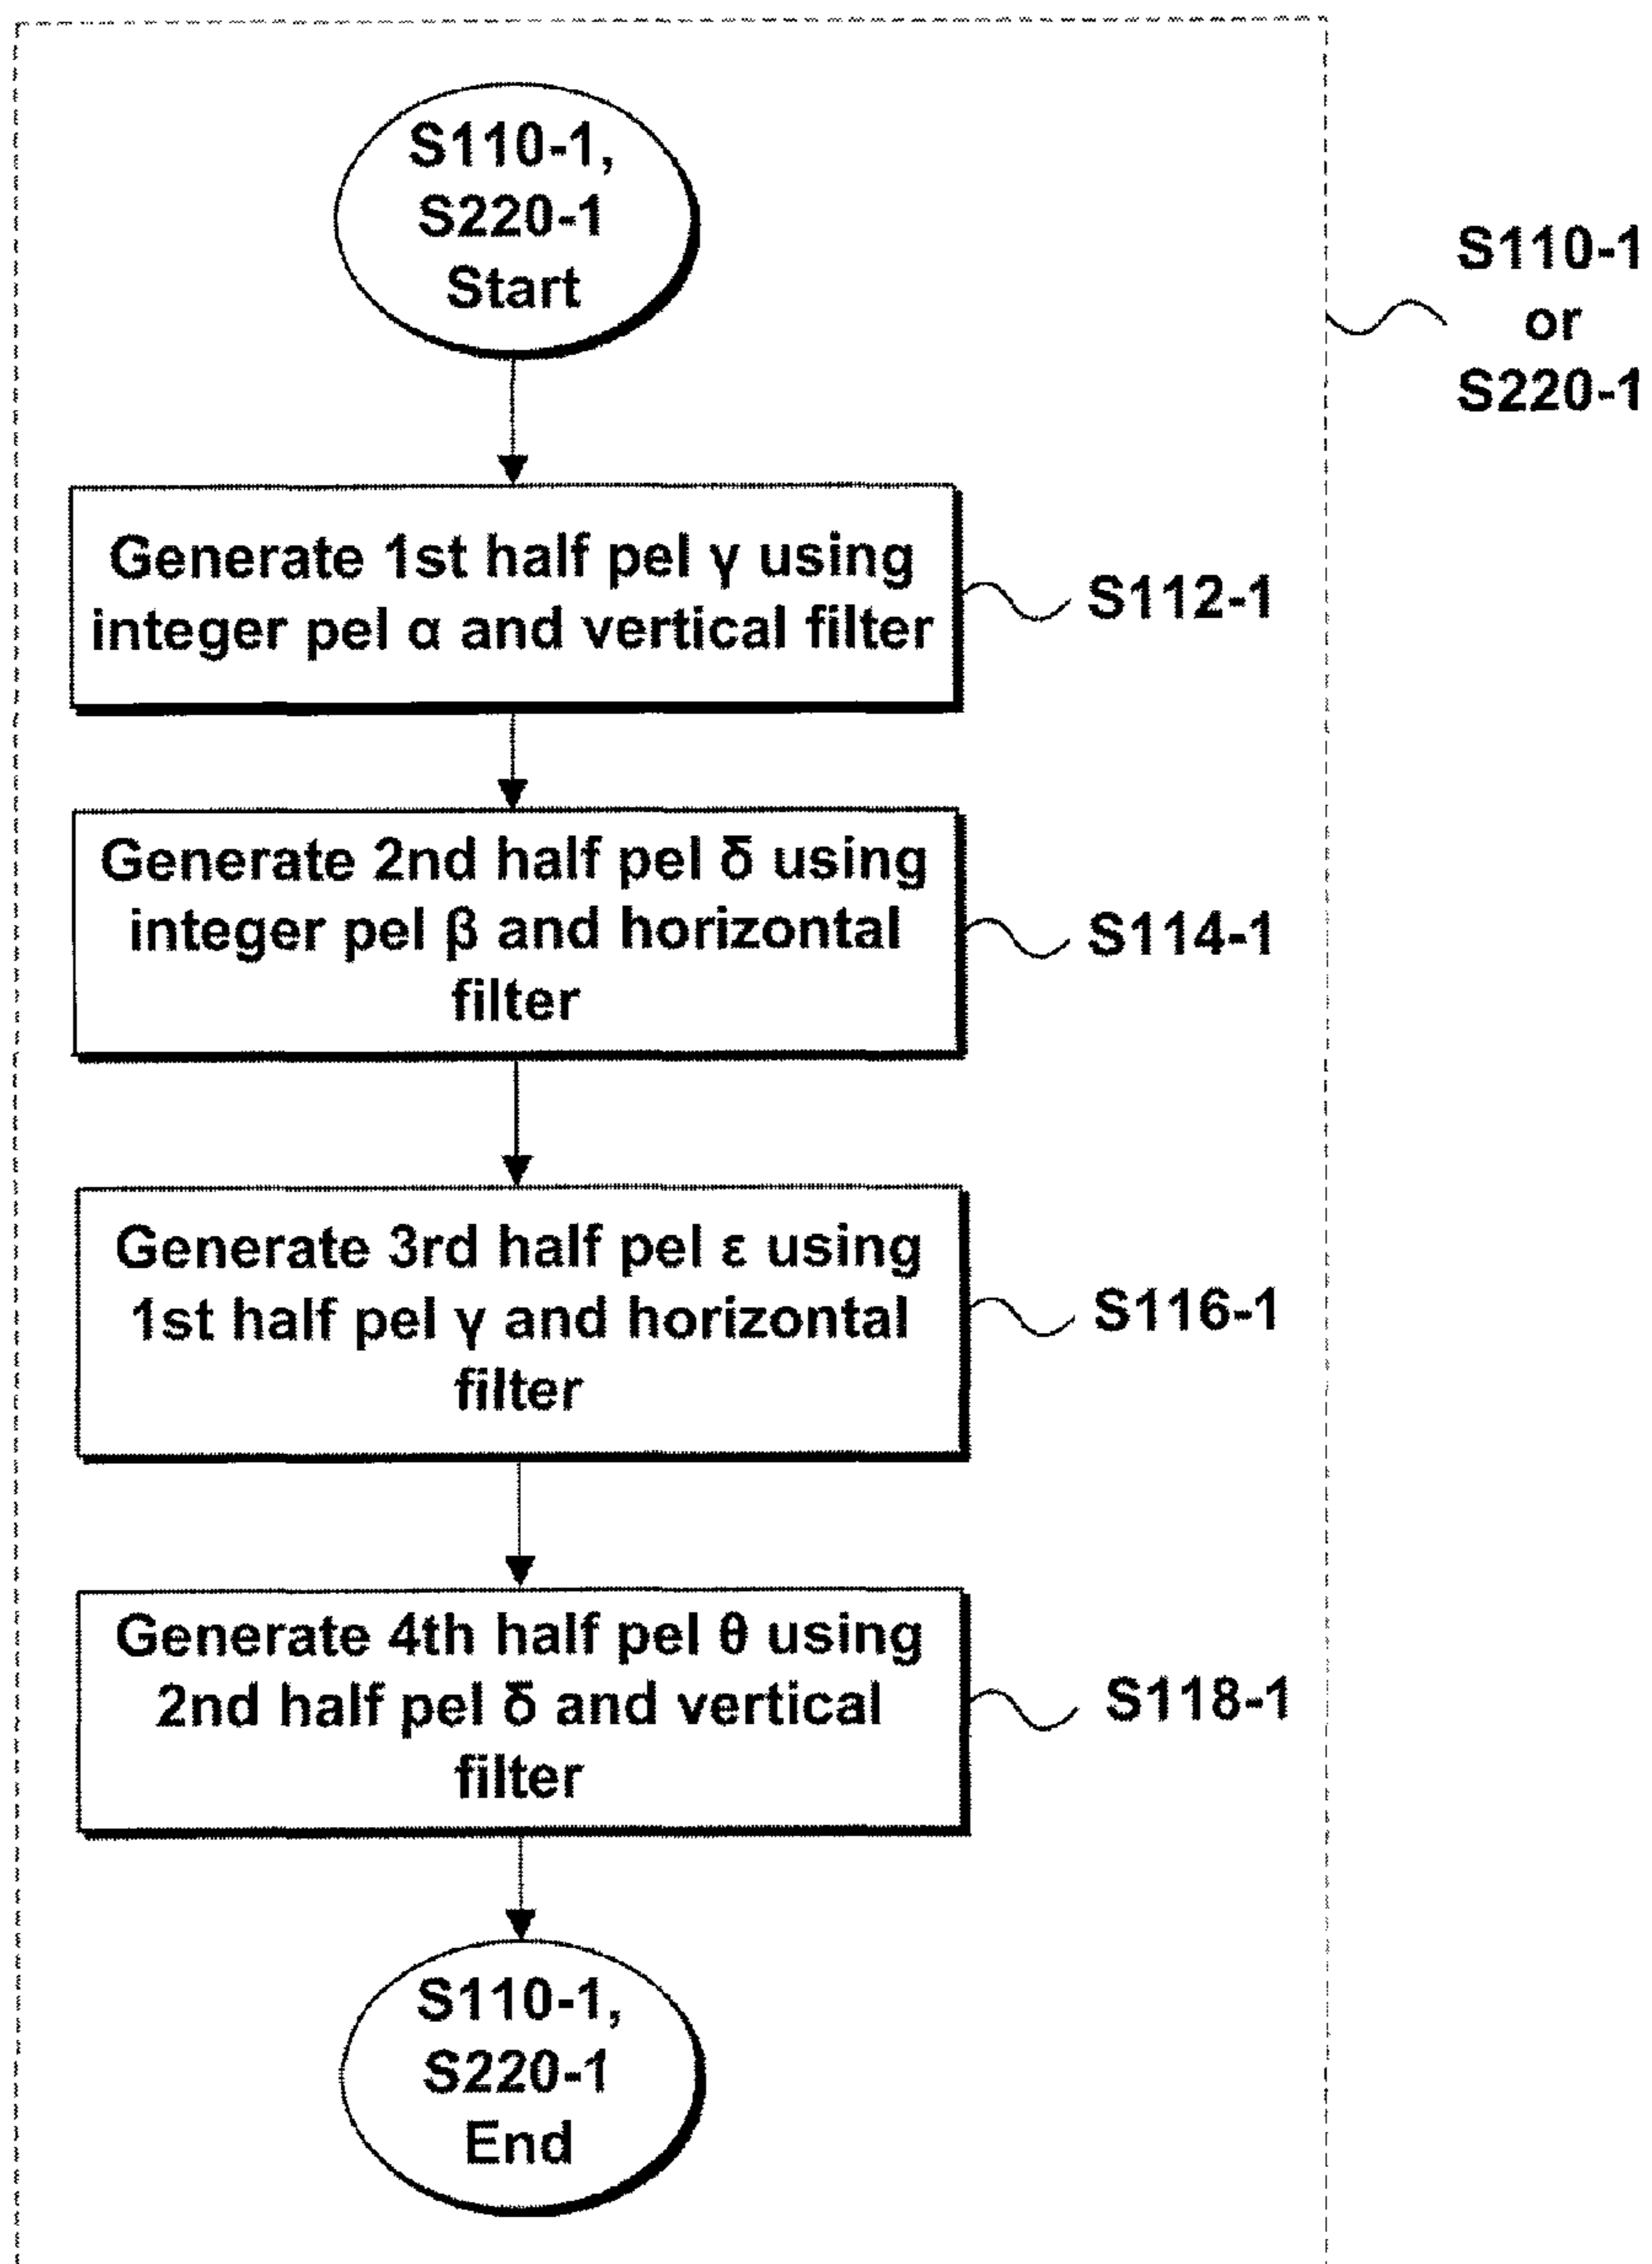 S110-1,
S220-1
Start
S110-1
or
S220-1
Generate 1st half pel γ using
integer pel α and vertical filter
S112-1
Generate 2nd half pel δ using
integer pel β and horizontal
filter
S114-1
Generate 3rd half pel ε using
1st half pel γ and horizontal
filter
S116-1
Generate 4th half pel θ using
2nd half pel δ and vertical
filter
S118-1
S110-1,
S220-1
End